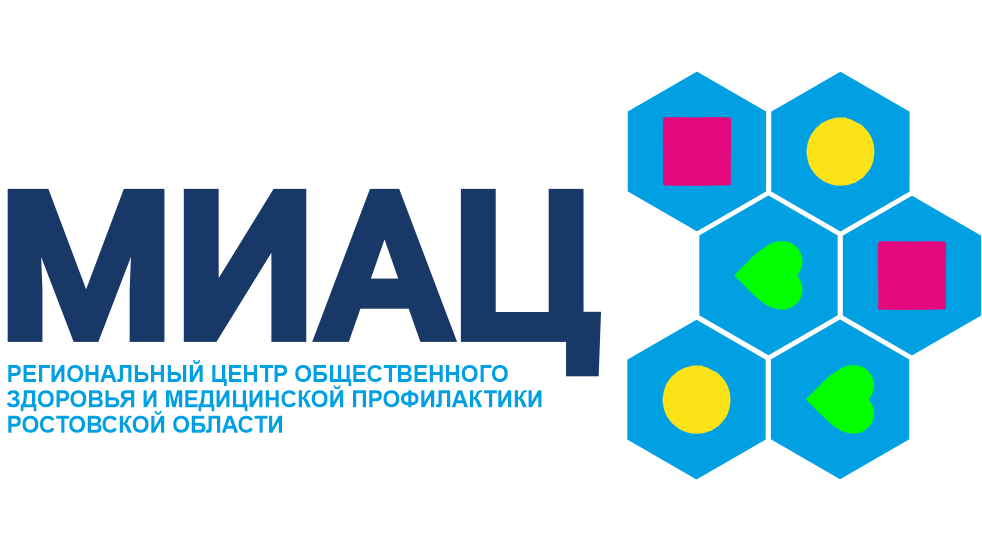 МИАЦ
РЕГИОНАЛЬНЫЙ ЦЕНТР ОБЩЕСТВЕННОГО
ЗДОРОВЬЯ И МЕДИЦИНСКОЙ ПРОФИЛАКТИКИ
РОСТОВСКОЙ ОБЛАСТИ